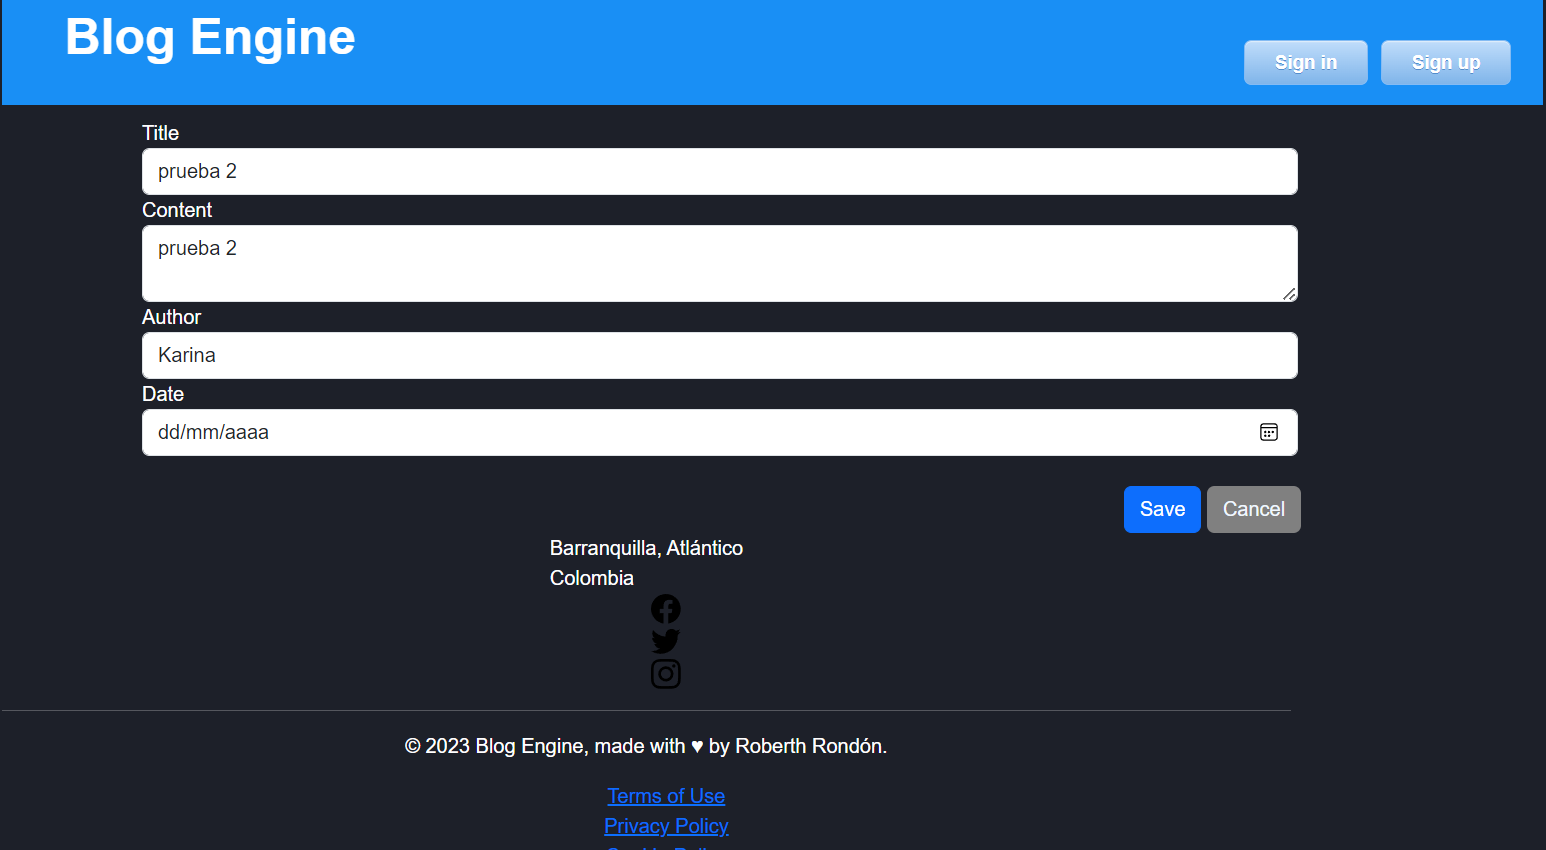 Blog Engine
Sign in
Sign up
Title
prueba 2
Content
prueba 2
Author
Karina
Date
dd/mm/aaaa
Save
Cancel
Barranquilla, Atlántico
Colombia
© 2023 Blog Engine, made with ♥ by Roberth Rondón.
Terms of Use
Privacy Policy